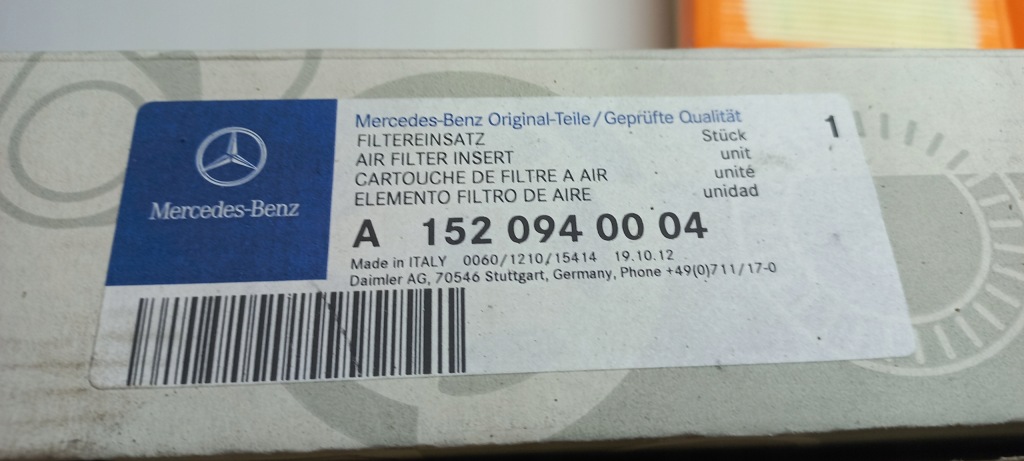 Mercedes-Benz
Mercedes-Benz Original-Teile/Geprüfte Qualität
FILTEREINSATZ Stück 1
AIR FILTER INSERT unit
CARTOUCHE DE FILTRE A AIR unité
ELEMENTO FILTRO DE AIRE unidad
A 152 094 00 04
Made in ITALY 0060/1210/15414 19.10.12
Daimler AG, 70546 Stuttgart, Germany, Phone +49(0)711/17-0